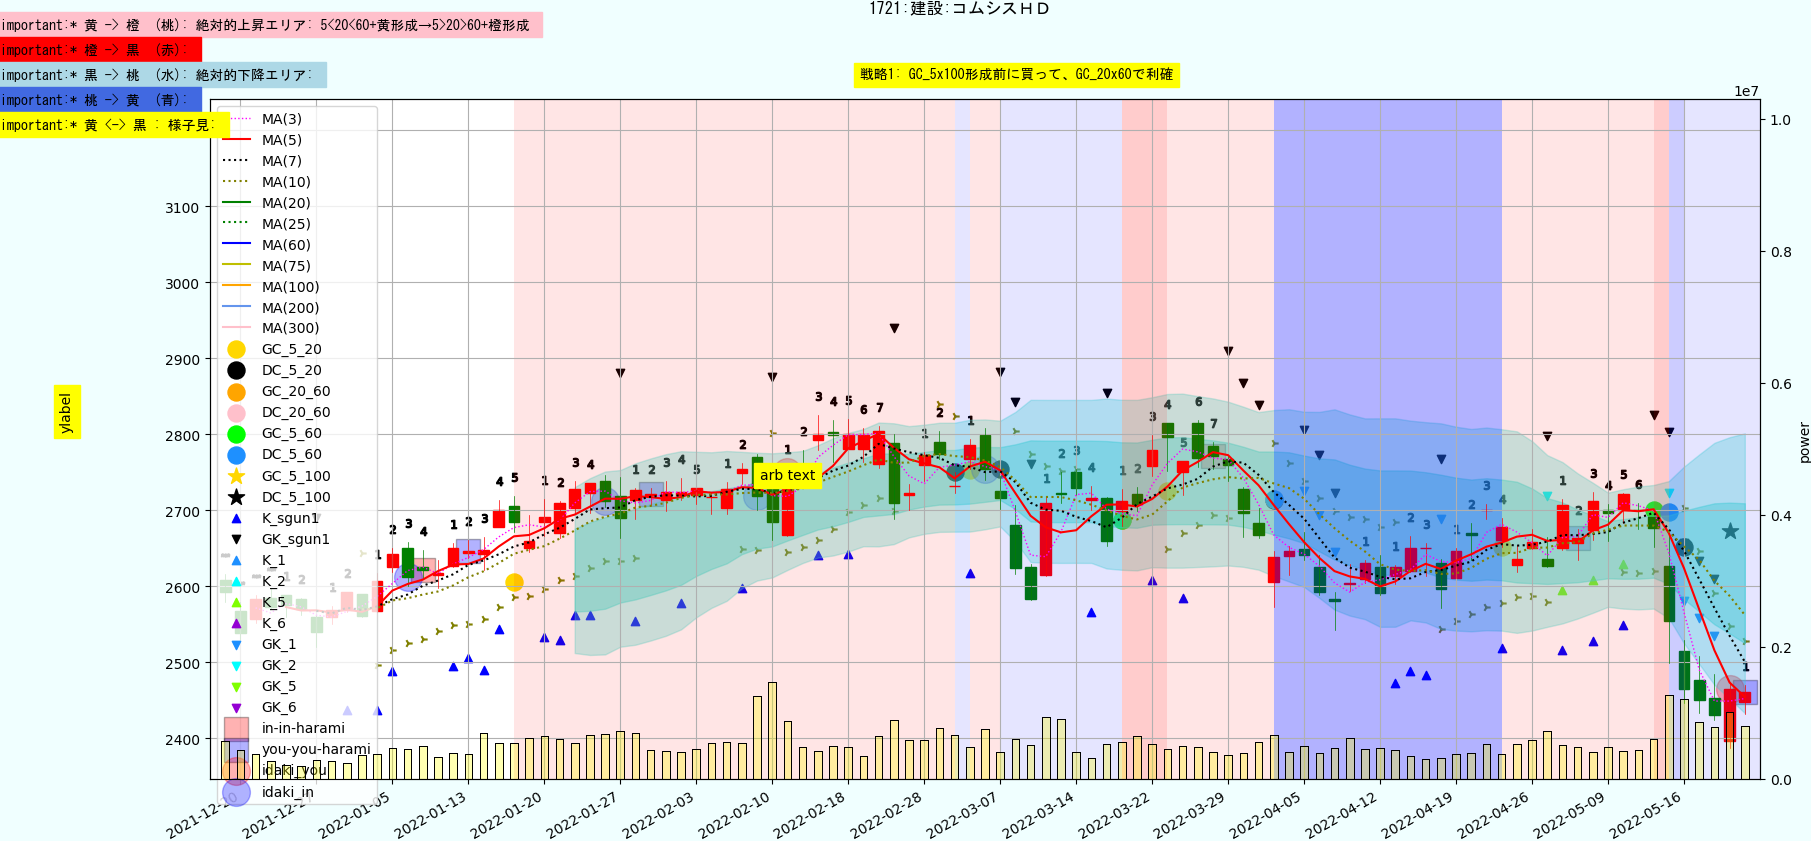 1721:建設:コムシスＨＤ
important:* 黄 -> 橙 （桃）: 絶対的上昇エリア: 5<20<60+黄形成→5>20>60+橙形成
important:* 橙 -> 黒 （赤）:
important:* 黒 -> 桃 （水）: 絶対的下降エリア:
戦略1: GC_5x100形成前に買って、GC_20x60で利確
important:* 桃 -> 黄 （青）:
important:* 黄 <-> 黒 : 様子見:
1e7
MA(3)
MA(5)
MA(7)
MA(10)
MA(20)
MA(25)
MA(60)
MA(75)
MA(100)
MA(200)
MA(300)
GC_5_20
DC_5_20
GC_20_60
DC_20_60
GC_5_60
DC_5_60
GC_5_100
DC_5_100
K_sgun1
GK_sgun1
K_1
K_2
K_5
K_6
GK_1
GK_2
GK_5
GK_6
in-in-harami
you-you-harami
idaki_you
idaki_in
3100
3000
2900
2800
2700
2600
2500
2400
ylabel
arb text
1.0
0.8
0.6
0.4
0.2
0.0
power
2022-01-05
2022-01-13
2022-01-20
2022-01-27
2022-02-03
2022-02-10
2022-02-18
2022-02-28
2022-03-07
2022-03-14
2022-03-22
2022-03-29
2022-04-05
2022-04-12
2022-04-19
2022-04-26
2022-05-09
2022-05-16